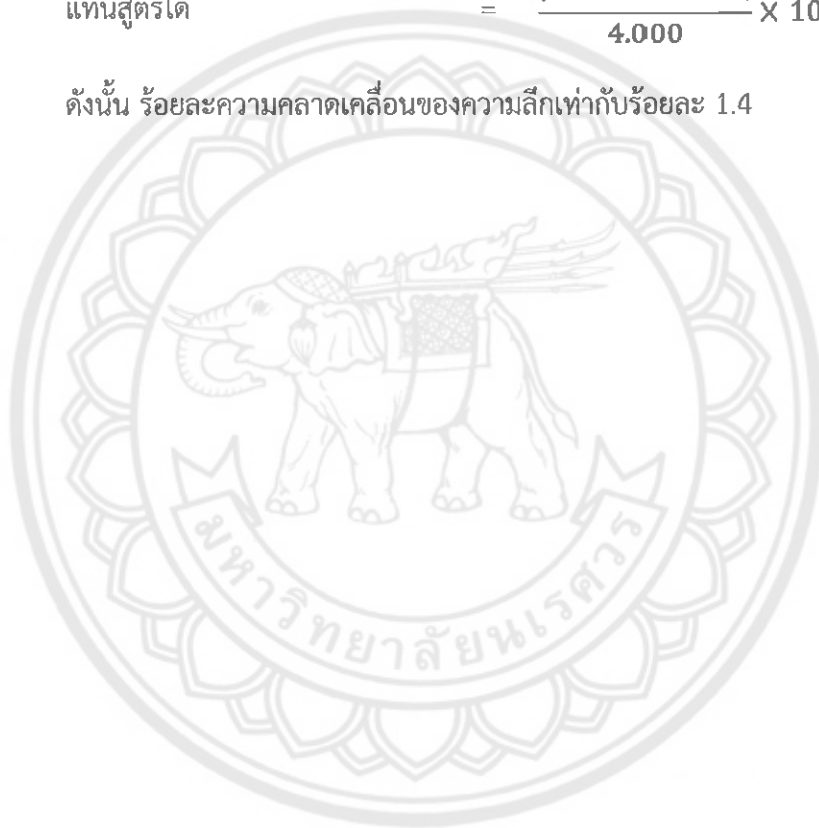 แทนสูตรได้ = ─── X 10
4.000
ดังนั้น ร้อยละความคลาดเคลื่อนของความลึกเท่ากับร้อยละ 1.4
มหาวิทยาลัยนเรศวร